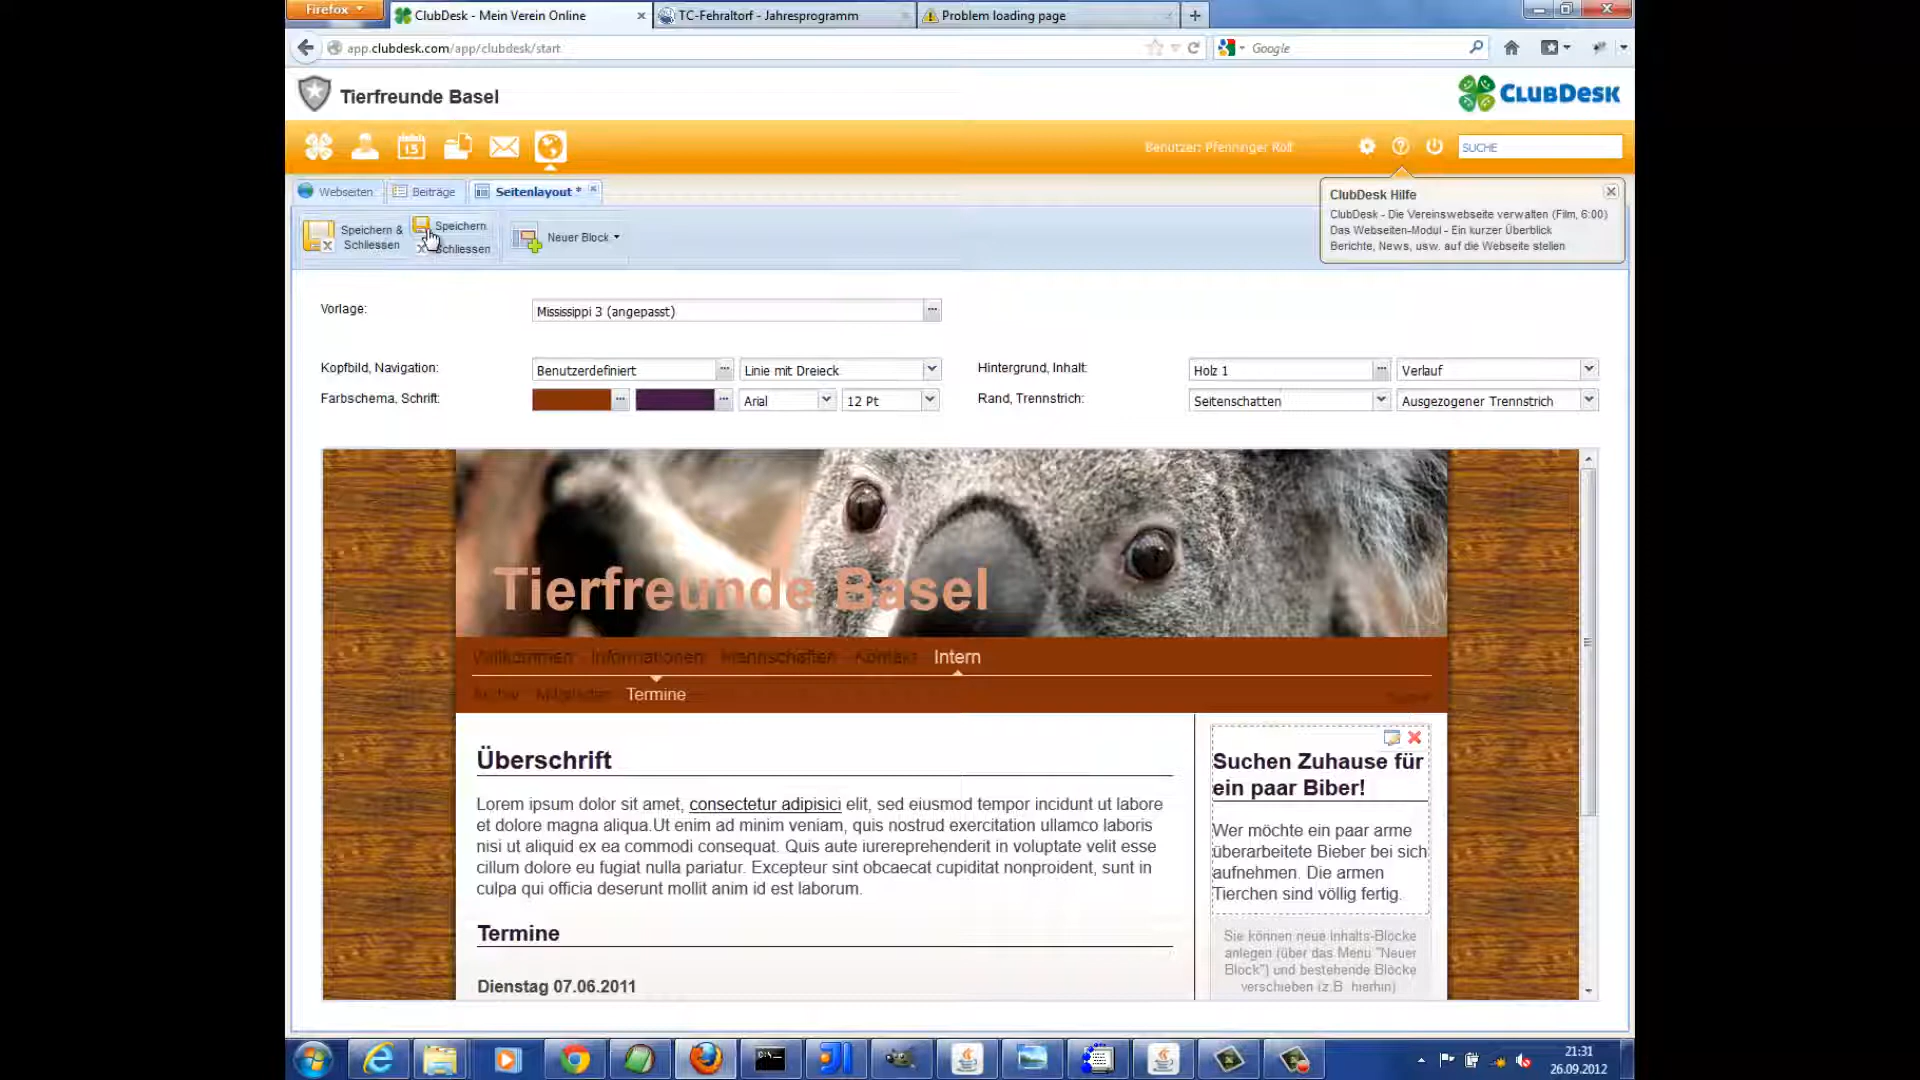 Firefox
ClubDesk - Mein Verein Online
TC-Fehraltorf - Jahresprogramm
Problem loading page
app.clubdesk.com/app/clubdesk/start
Google
Tierfreunde Basel
CLUBDESK
15
Benutzer: Pfenninger Rolf
SUCHE
Webseiten
Beiträge
Seitenlayout *
Speichern & Schliessen
Speichern
Schliessen
Neuer Block
ClubDesk Hilfe
ClubDesk - Die Vereinswebseite verwalten (Film, 6:00)
Das Webseiten-Modul - Ein kurzer Überblick
Berichte, News, usw. auf die Webseite stellen
Vorlage:
Mississippi 3 (angepasst)
Kopfbild, Navigation:
Benutzerdefiniert
Linie mit Dreieck
Hintergrund, Inhalt:
Holz 1
Verlauf
Farbschema, Schrift:
Arial
12 Pt
Rand, Trennstrich:
Seitenschatten
Ausgezogener Trennstrich
Tierfreunde Basel
Willkommen Informationen Mannschaften Kontakt Intern
Archiv Mitglieder Termine
Überschrift
Lorem ipsum dolor sit amet, consectetur adipisici elit, sed eiusmod tempor incidunt ut labore
et dolore magna aliqua.Ut enim ad minim veniam, quis nostrud exercitation ullamco laboris
nisi ut aliquid ex ea commodi consequat. Quis aute iurereprehenderit in voluptate velit esse
cillum dolore eu fugiat nulla pariatur. Excepteur sint obcaecat cupiditat nonproident, sunt in
culpa qui officia deserunt mollit anim id est laborum.
Termine
Dienstag 07.06.2011
Suchen Zuhause für
ein paar Biber!
Wer möchte ein paar arme
überarbeitete Bieber bei sich
aufnehmen. Die armen
Tierchen sind völlig fertig.
Sie können neue Inhalts-Blöcke
anlegen (über das Menü "Neuer
Block") und bestehende Blöcke
verschieben (z.B. hierhin)
21:31
26.09.2012